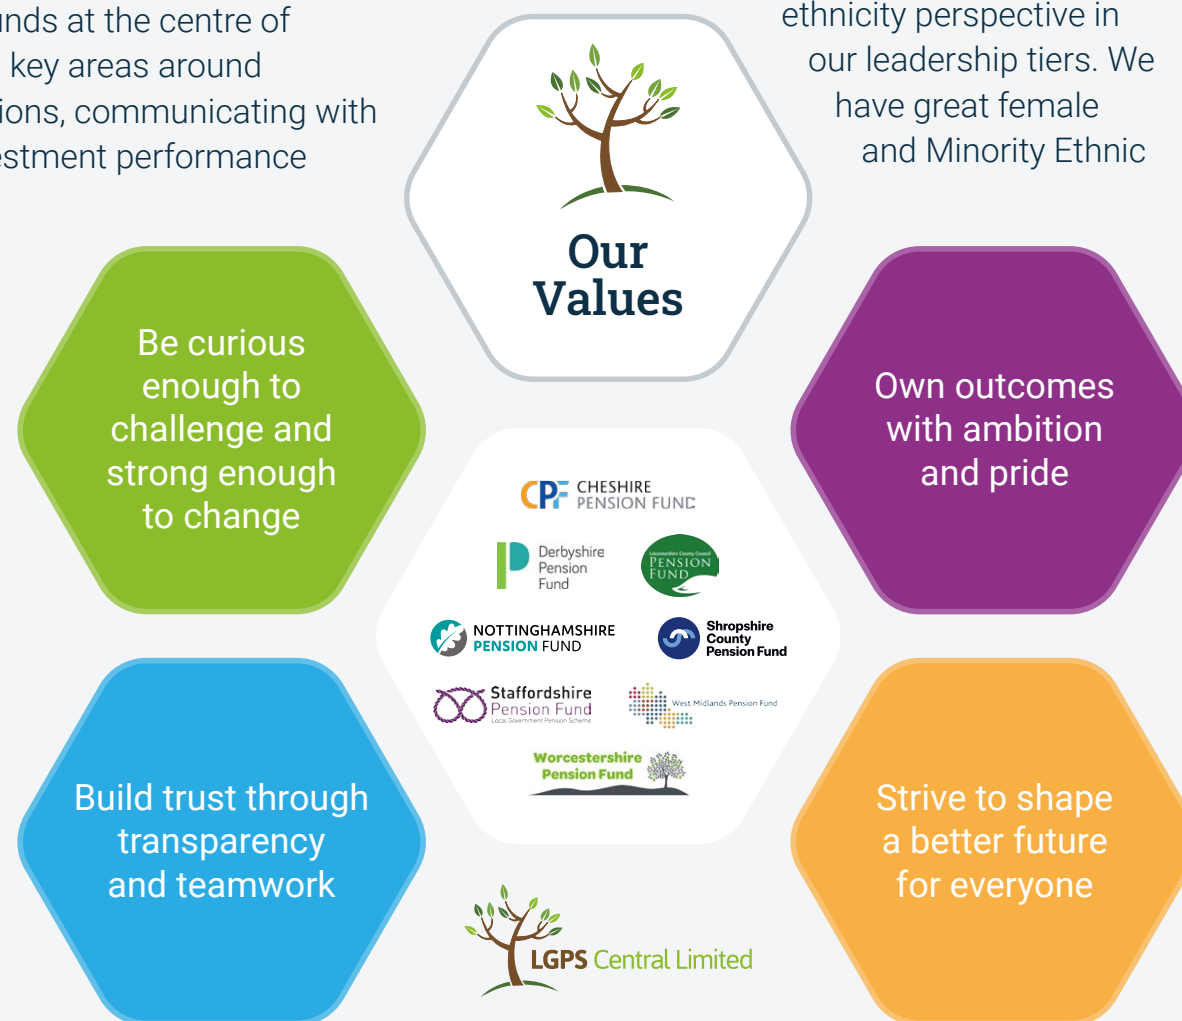 unds at the centre of
key areas around
ions, communicating with
estment performance
ethnicity perspective in
our leadership tiers. We
have great female
and Minority Ethnic
Our
Values
Be curious
enough to
challenge and
strong enough
to change
Own outcomes
with ambition
and pride
CPF CHESHIRE
PENSION FUND
Derbyshire
Pension
Fund
Leicestershire County Council
PENSION
FUND
NOTTINGHAMSHIRE
PENSION FUND
Shropshire
County
Pension Fund
Staffordshire
Pension Fund
Local Government Pension Scheme
West Midlands Pension Fund
Worcestershire
Pension Fund
Build trust through
transparency
and teamwork
Strive to shape
a better future
for everyone
LGPS Central Limited